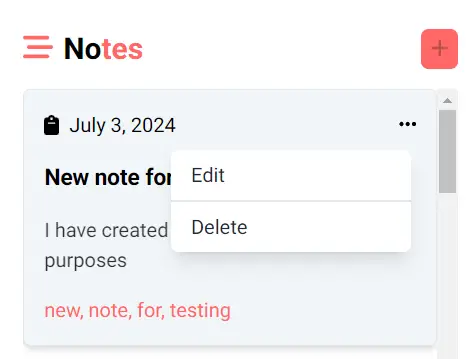 Notes
July 3, 2024
New note for
Edit
I have created
Delete
purposes
new, note, for, testing